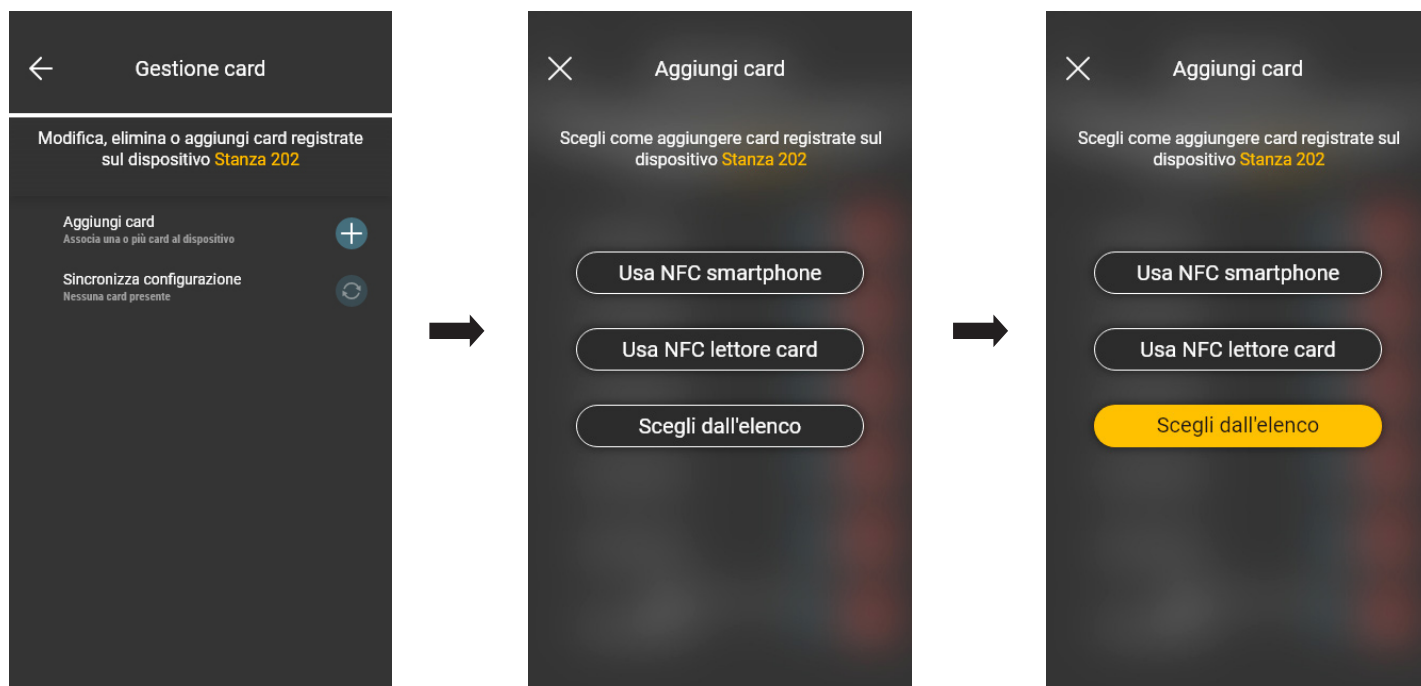 Gestione card
Modifica, elimina o aggiungi card registrate
sul dispositivo Stanza 202
Aggiungi card
Associa una o più card al dispositivo
Sincronizza configurazione
Nessuna card presente
Aggiungi card
Scegli come aggiungere card registrate sul
dispositivo Stanza 202
Usa NFC smartphone
Usa NFC lettore card
Scegli dall'elenco
Aggiungi card
Scegli come aggiungere card registrate sul
dispositivo Stanza 202
Usa NFC smartphone
Usa NFC lettore card
Scegli dall'elenco